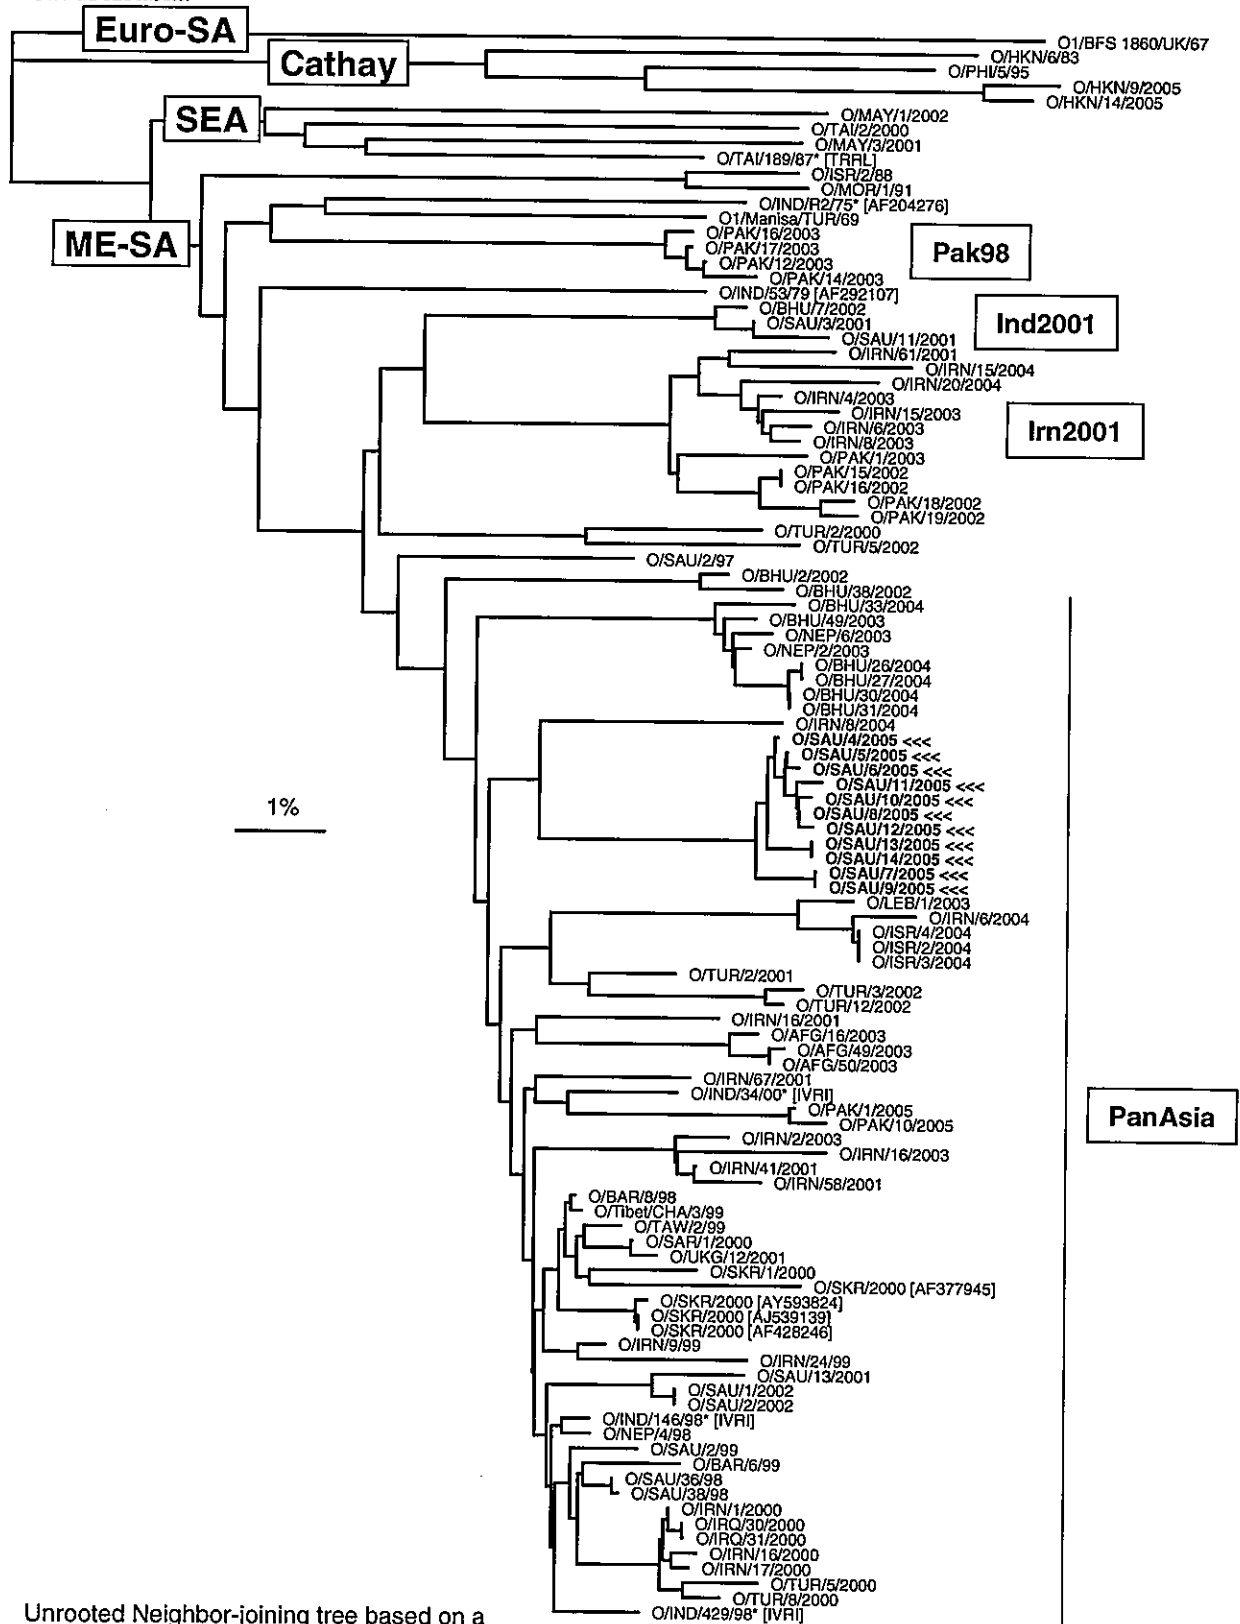 Euro-SA
O1/BFS 1860/UK/67
O/HKN/6/83
Cathay
O/PHI/5/95
O/HKN/9/2005
O/HKN/14/2005
SEA
O/MAY/1/2002
O/TAI/2/2000
O/MAY/3/2001
O/TAI/189/87* [TRRL]
O/ISR/2/88
O/MOR/1/91
O/IND/R2/75* [AF204276]
O1/Manisa/TUR/69
ME-SA
O/PAK/16/2003
O/PAK/17/2003
Pak98
O/PAK/12/2003
O/PAK/14/2003
O/IND/53/79 [AF292107]
O/BHU/7/2002
O/SAU/3/2001
Ind2001
O/SAU/11/2001
O/IRN/61/2001
O/IRN/15/2004
O/IRN/20/2004
O/IRN/4/2003
O/IRN/15/2003
O/IRN/6/2003
Irn2001
O/IRN/8/2003
O/PAK/1/2003
O/PAK/15/2002
O/PAK/16/2002
O/PAK/18/2002
O/PAK/19/2002
O/TUR/2/2000
O/TUR/5/2002
O/SAU/2/97
O/BHU/2/2002
O/BHU/38/2002
O/BHU/33/2004
O/BHU/49/2003
O/NEP/6/2003
O/NEP/2/2003
O/BHU/26/2004
O/BHU/27/2004
O/BHU/30/2004
O/BHU/31/2004
O/IRN/8/2004
O/SAU/4/2005 <<<
O/SAU/5/2005 <<<
O/SAU/6/2005 <<<
O/SAU/11/2005 <<<
O/SAU/10/2005 <<<
1%
O/SAU/8/2005 <<<
O/SAU/12/2005 <<<
O/SAU/13/2005 <<<
O/SAU/14/2005 <<<
O/SAU/7/2005 <<<
O/SAU/9/2005 <<<
O/LEB/1/2003
O/IRN/6/2004
O/ISR/4/2004
O/ISR/2/2004
O/ISR/3/2004
O/TUR/2/2001
O/TUR/3/2002
O/TUR/12/2002
O/IRN/16/2001
O/AFG/16/2003
O/AFG/49/2003
O/AFG/50/2003
O/IRN/67/2001
O/IND/34/00* [IVRI]
O/PAK/1/2005
PanAsia
O/PAK/10/2005
O/IRN/2/2003
O/IRN/16/2003
O/IRN/41/2001
O/IRN/58/2001
O/BAR/8/98
O/Tibet/CHA/3/99
O/TAW/2/99
O/SAR/1/2000
O/UKG/12/2001
O/SKR/1/2000
O/SKR/2000 [AF377945]
O/SKR/2000 [AY593824]
O/SKR/2000 [AJ539139]
O/SKR/2000 [AF428246]
O/IRN/9/99
O/IRN/24/99
O/SAU/13/2001
O/SAU/1/2002
O/SAU/2/2002
O/IND/146/98* [IVRI]
O/NEP/4/98
O/SAU/2/99
O/BAR/6/99
O/SAU/36/98
O/SAU/38/98
O/IRN/1/2000
O/IRQ/30/2000
O/IRQ/31/2000
O/IRN/16/2000
O/IRN/17/2000
O/TUR/5/2000
O/TUR/8/2000
O/IND/429/98* [IVRI]
Unrooted Neighbor-joining tree based on a